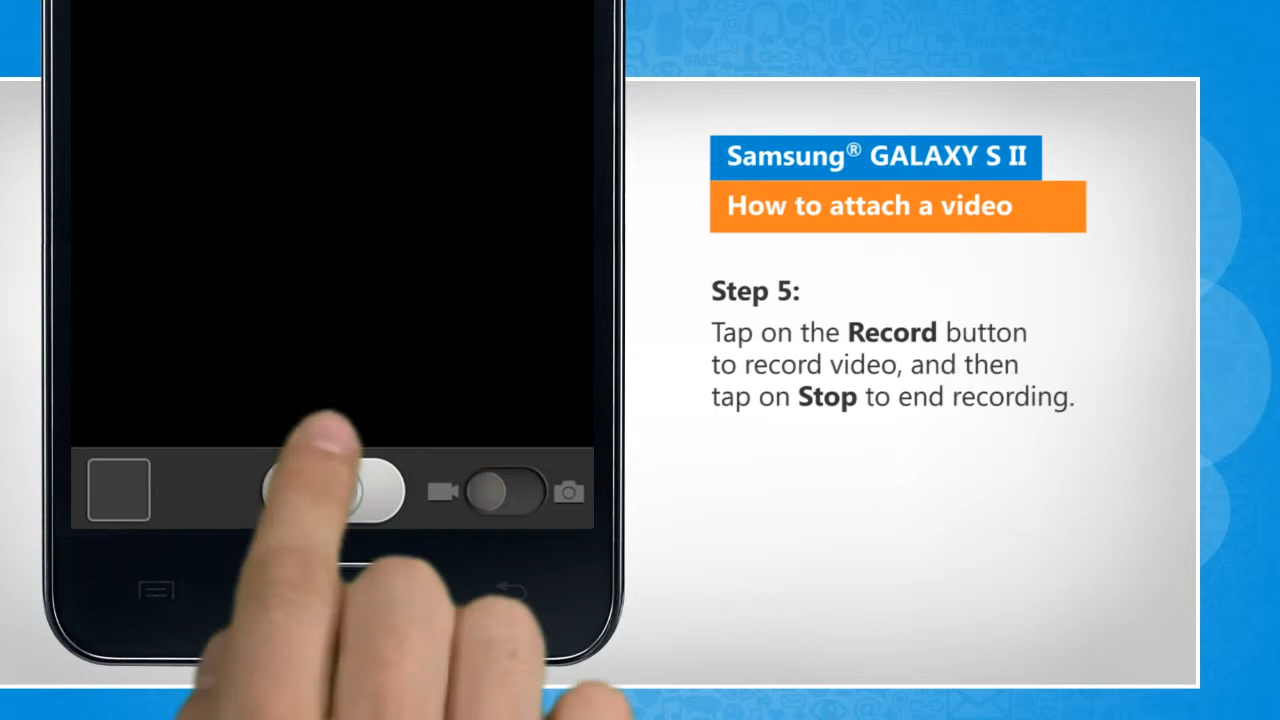 Samsung® GALAXY S II
How to attach a video
Step 5:
Tap on the Record button
to record video, and then
tap on Stop to end recording.